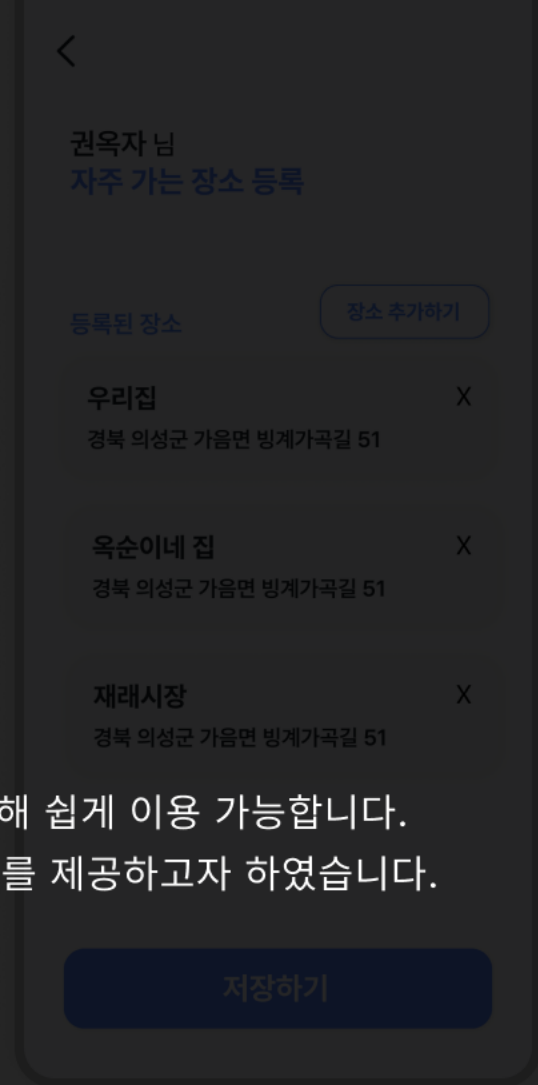 권옥자 님
자주 가는 장소 등록
등록된 장소
장소 추가하기
우리집
X
경북 의성군 가음면 빙계가곡길 51
옥순이네 집
X
경북 의성군 가음면 빙계가곡길 51
재래시장
X
경북 의성군 가음면 빙계가곡길 51
해 쉽게 이용 가능합니다.
를 제공하고자 하였습니다.
저장하기